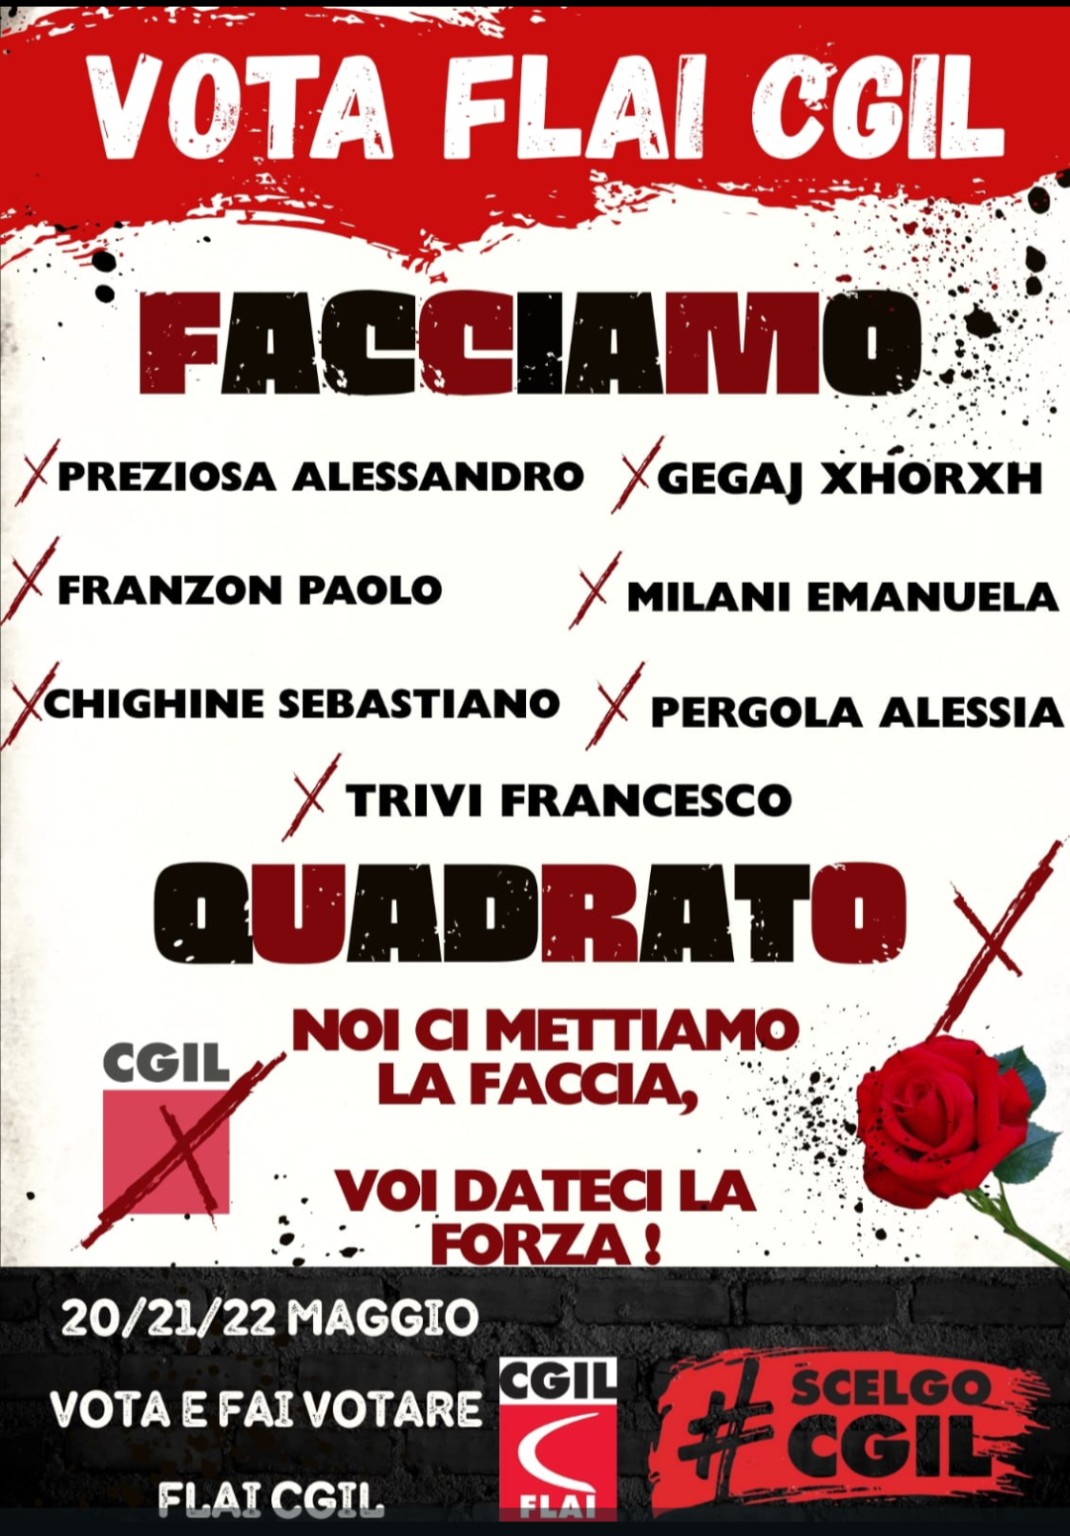 VOTA FLAI CGIL
FACCIAMO
PREZIOSA ALESSANDRO
GEGAJ XHORXH
FRANZON PAOLO
MILANI EMANUELA
CHIGHINE SEBASTIANO
PERGOLA ALESSIA
TRIVI FRANCESCO
QUADRATO
NOI CI METTIAMO
LA FACCIA,
VOI DATECI LA
FORZA !
CGIL
20/21/22 MAGGIO
VOTA E FAI VOTARE
FLAI CGIL
CGIL
FLAI
# SCELGO
CGIL